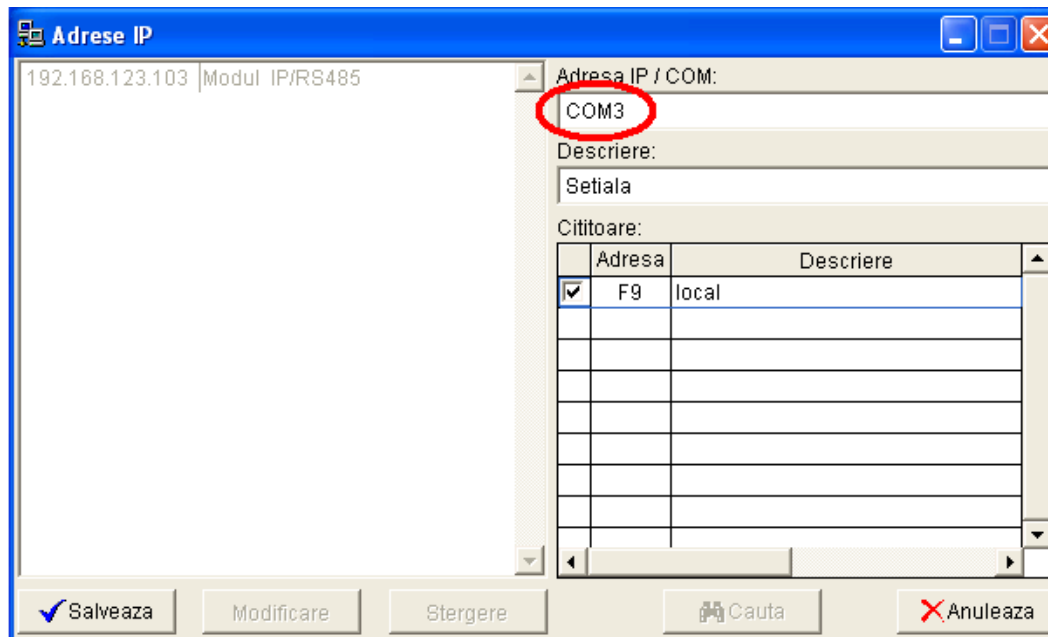 Adrese IP
192.168.123.103 Modul IP/RS485
Adresa IP / COM:
COM3
Descriere:
Setiala
Cititoare:
Adresa Descriere
F9 local
Salveaza Modificare Stergere Cauta Anuleaza